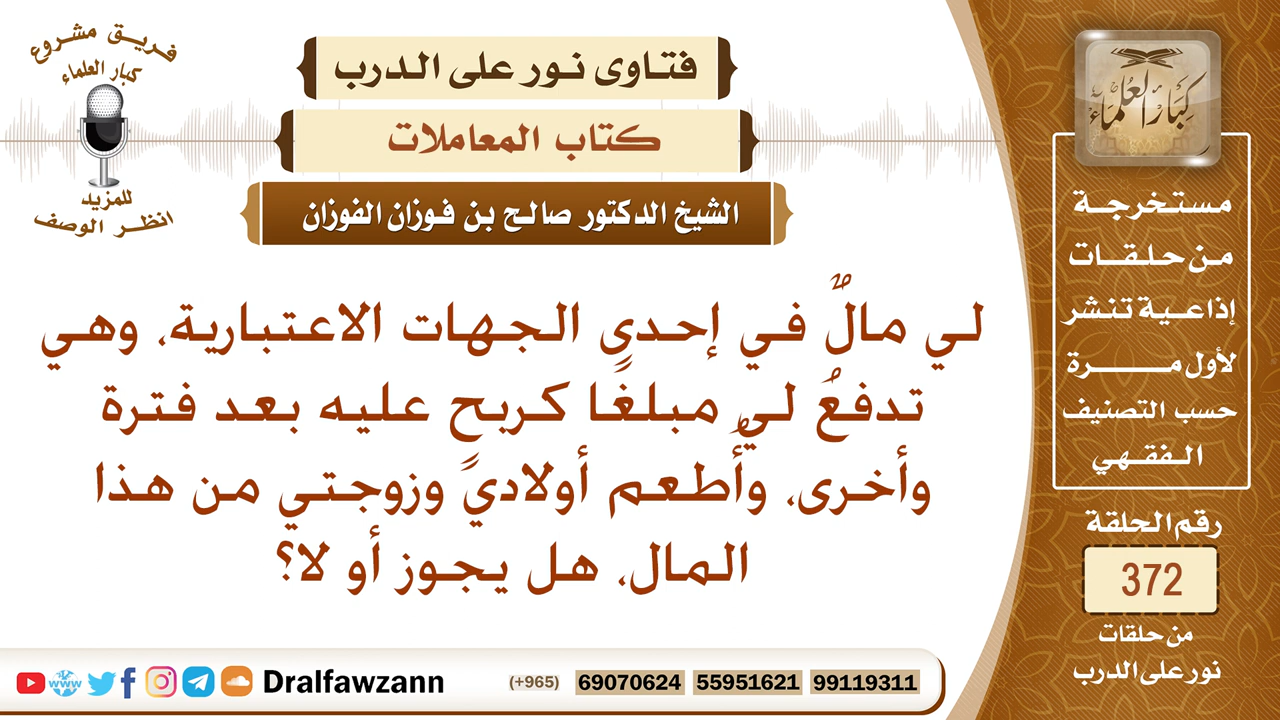 فريق مشروع
كبار العلماء
للمزيد
انظر الوصف
فتاوى نور على الدرب
كتاب المعاملات
الشيخ الدكتور صالح بن فوزان الفوزان
لي مالٌ في إحدى الجهات الاعتبارية، وهي
تدفعُ لي مبلغًا كربحٍ عليه بعد فترة
وأخرى، وأُطعم أولادي وزوجتي من هذا
المال، هل يجوز أو لا؟
كبار العلماء
مستخرجة
من حلقات
إذاعية تنشر
لأول مرة
حسب التصنيف
الفقهي
رقم الحلقة
372
من حلقات
نور على الدرب
www Dralfawzann (+965) 69070624 55951621 99119311